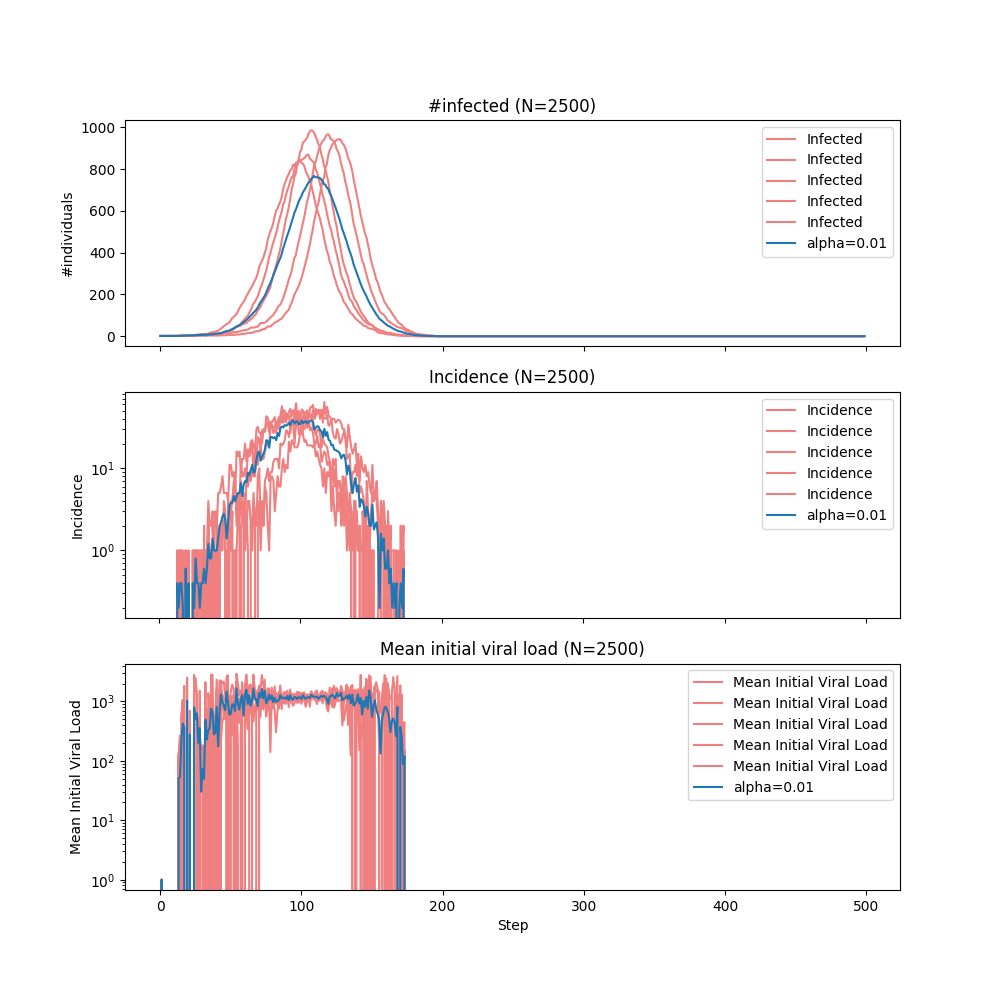 #infected (N=2500)
1000
800
600
400
200
0
#individuals
Infected
Infected
Infected
Infected
Infected
alpha=0.01
Incidence (N=2500)
10¹
10⁰
Incidence
Incidence
Incidence
Incidence
Incidence
Incidence
alpha=0.01
Mean initial viral load (N=2500)
10³
10²
10¹
10⁰
Mean Initial Viral Load
Mean Initial Viral Load
Mean Initial Viral Load
Mean Initial Viral Load
Mean Initial Viral Load
Mean Initial Viral Load
alpha=0.01
0 100 200 300 400 500
Step